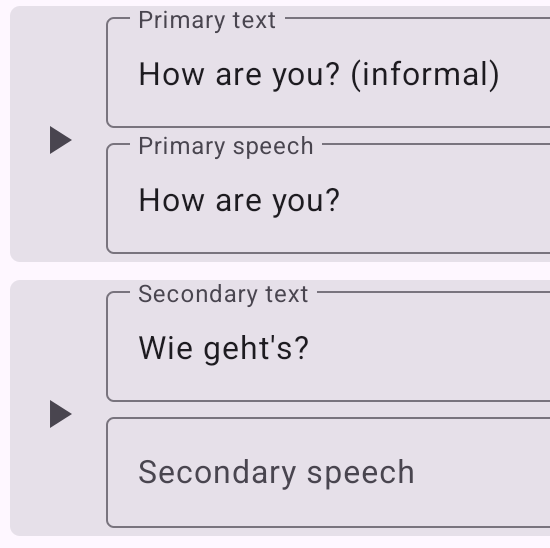 Primary text
How are you? (informal)
Primary speech
How are you?
Secondary text
Wie geht's?
Secondary speech